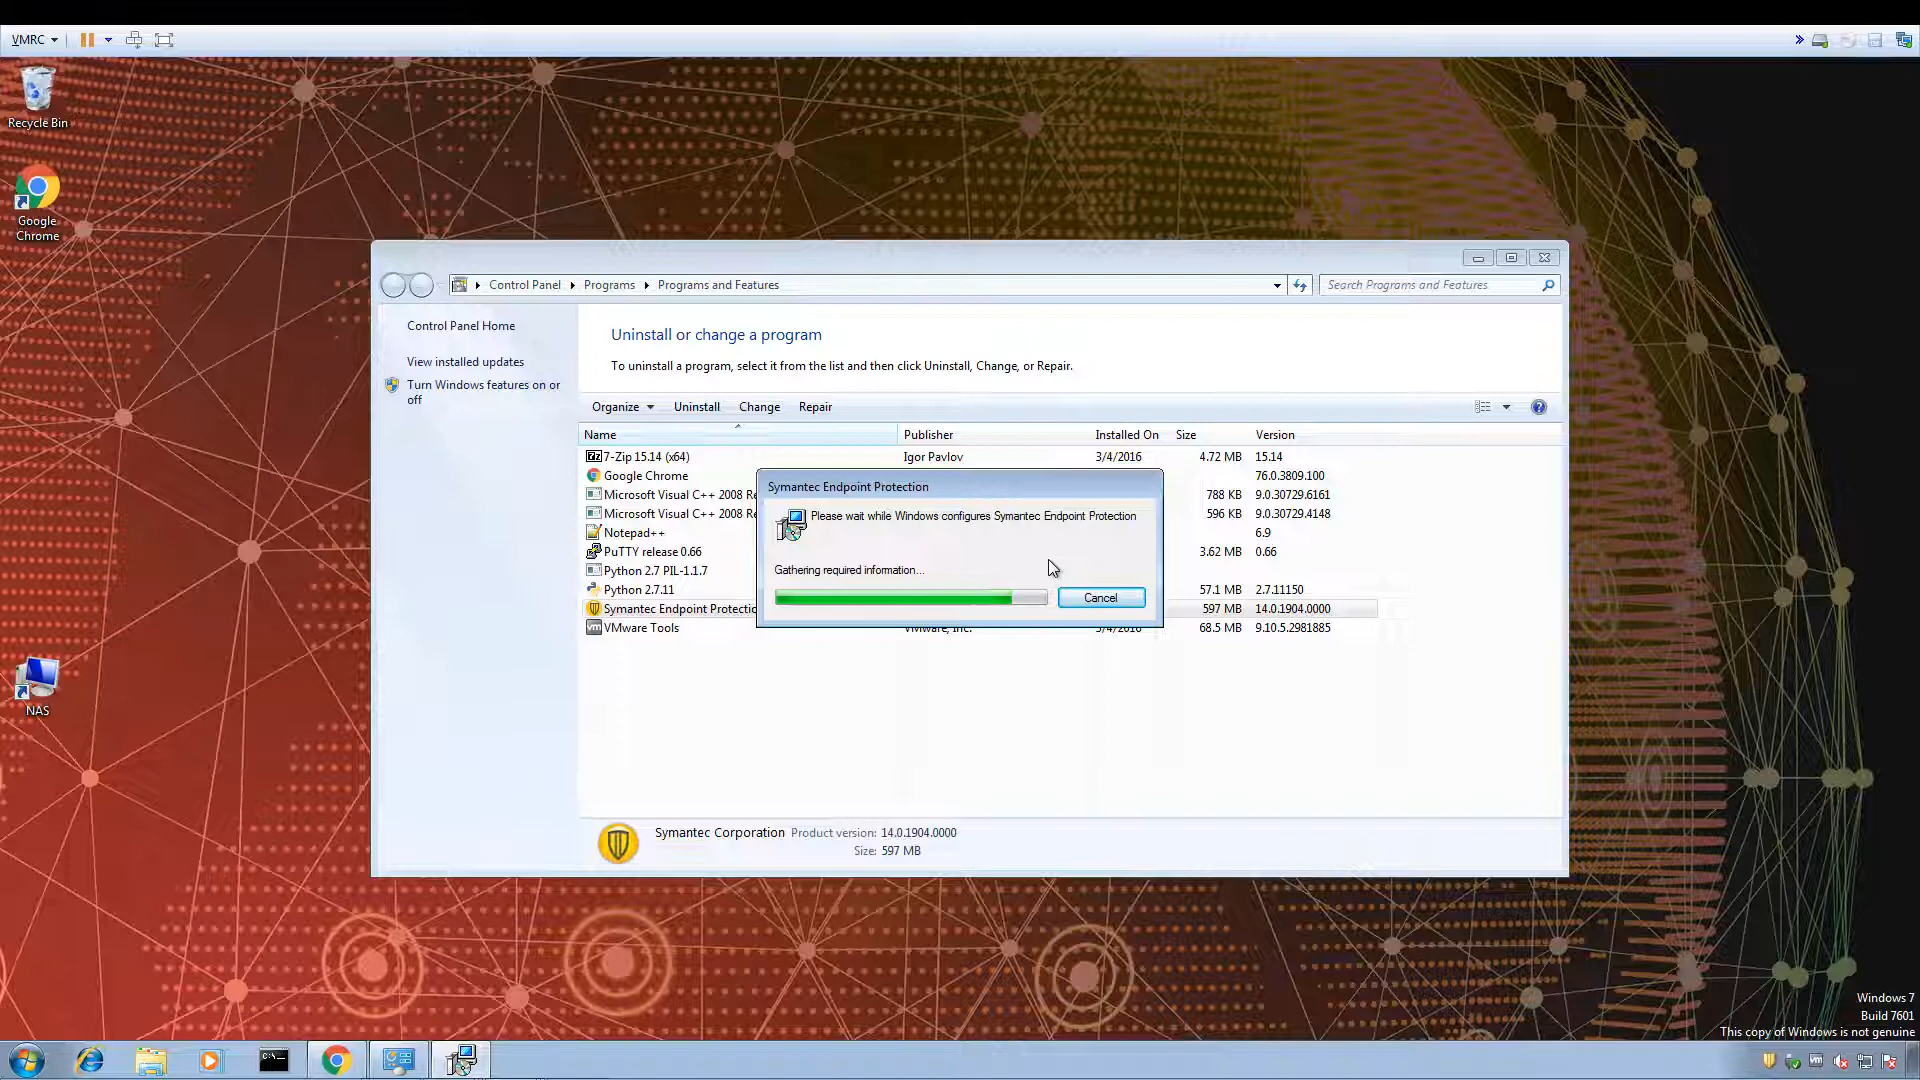 VMRC
Recycle Bin
Google
Chrome
NAS
Control Panel Programs Programs and Features
Search Programs and Features
Control Panel Home
View installed updates
Turn Windows features on or
off
Uninstall or change a program
To uninstall a program, select it from the list and then click Uninstall, Change, or Repair.
Organize Uninstall Change Repair
Name Publisher Installed On Size Version
7-Zip 15.14 (x64) Igor Pavlov 3/4/2016 4.72 MB 15.14
Google Chrome 76.0.3809.100
Microsoft Visual C++ 2008 Re 788 KB 9.0.30729.6161
Microsoft Visual C++ 2008 Re 596 KB 9.0.30729.4148
Notepad++ 6.9
PuTTY release 0.66 3.62 MB 0.66
Python 2.7 PIL-1.1.7
Python 2.7.11 57.1 MB 2.7.11150
Symantec Endpoint Protectio 597 MB 14.0.1904.0000
VMware Tools VMware, Inc. 3/4/2016 68.5 MB 9.10.5.2981885
Symantec Endpoint Protection
Please wait while Windows configures Symantec Endpoint Protection
Gathering required information...
Cancel
Symantec Corporation Product version: 14.0.1904.0000
Size: 597 MB
Windows 7
Build 7601
This copy of Windows is not genuine